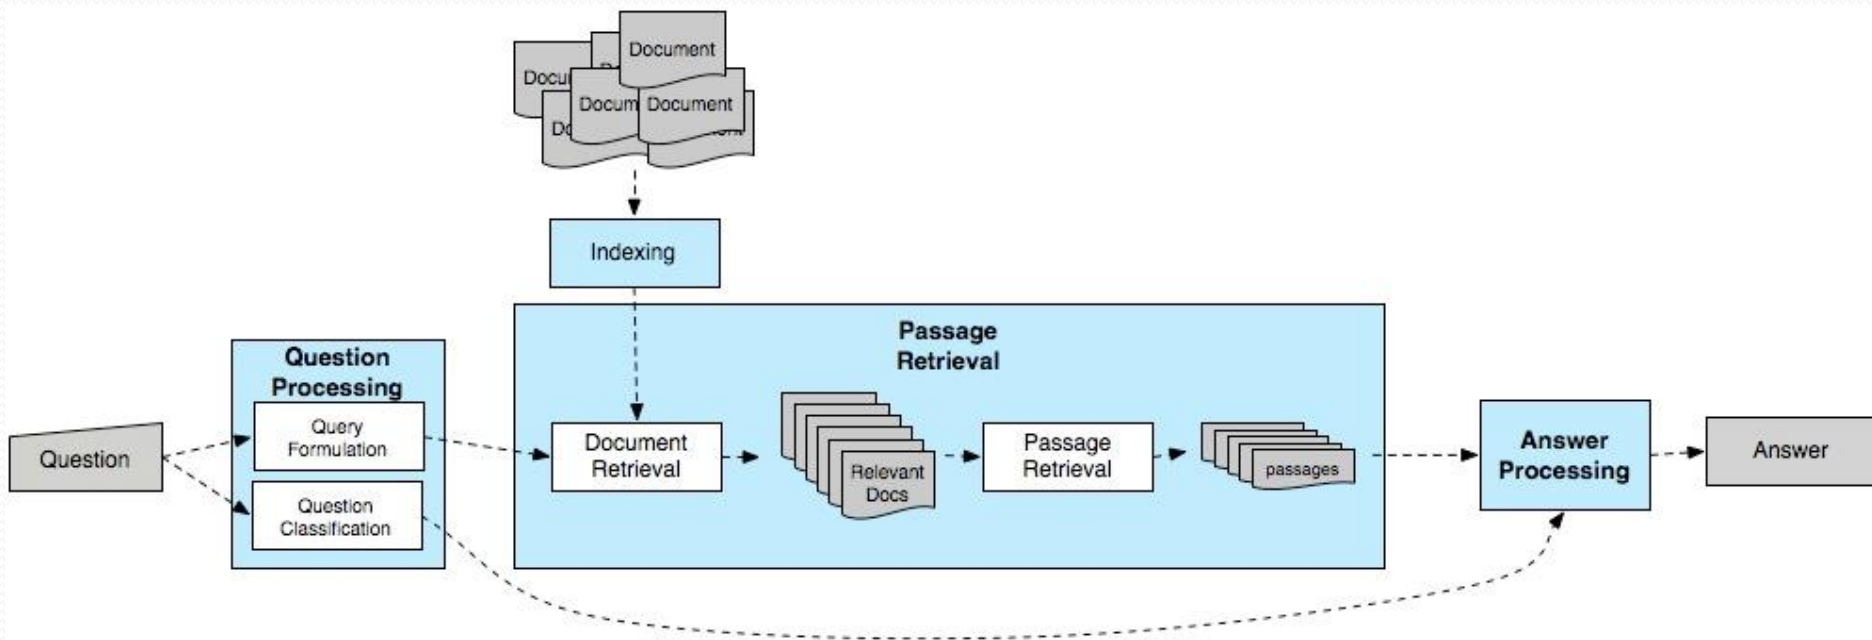 Document
Docum
Document
Indexing
Passage
Retrieval
Question
Processing
Query
Formulation
Question
Classification
Question
Document
Retrieval
Relevant
Docs
Passage
Retrieval
passages
Answer
Processing
Answer